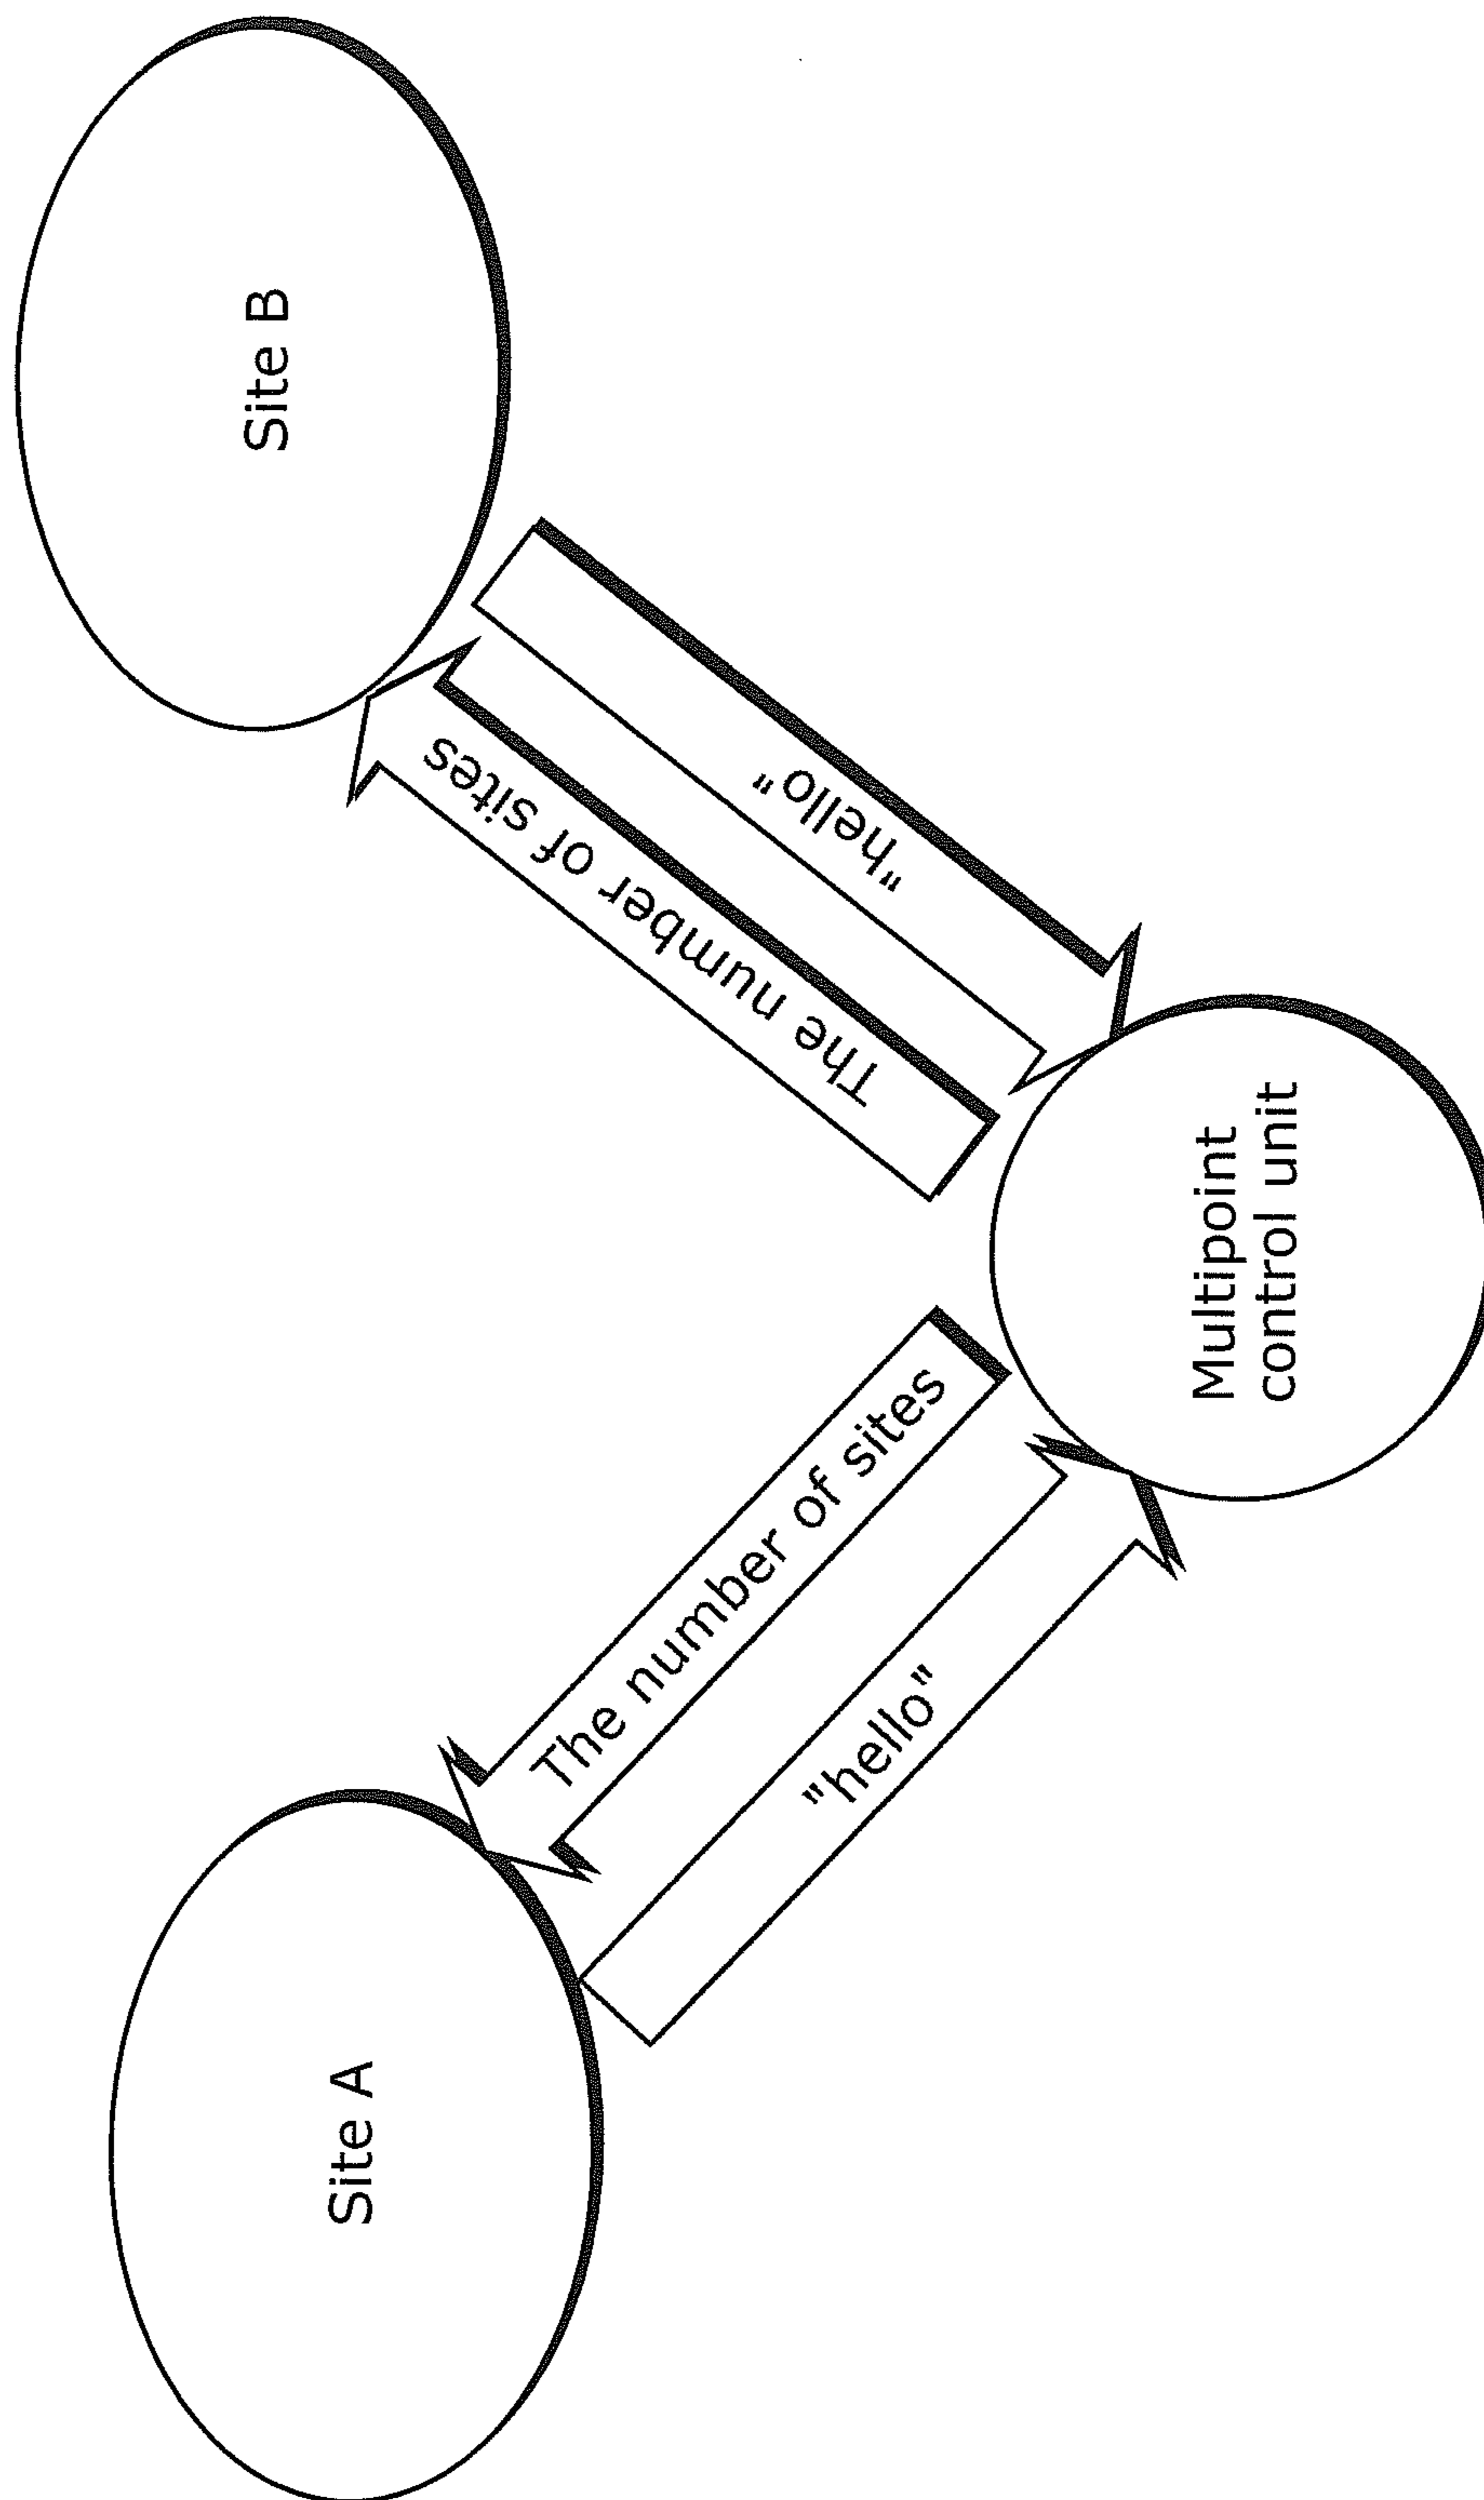 Site A
Site B
The number of sites
"hello"
The number of sites
"hello"
Multipoint
control unit